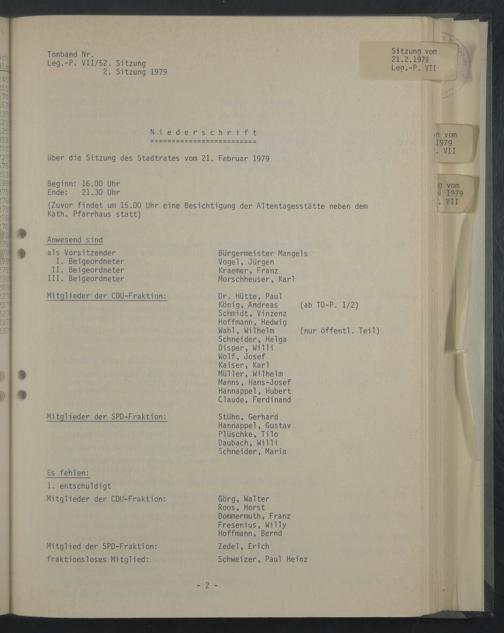 Tonband Nr.
Leg.-P. VII/52. Sitzung
2. Sitzung 1979
Sitzung vom
21.2.1979
Leg.-P. VII
N i e d e r s c h r i f t
über die Sitzung des Stadtrates vom 21. Februar 1979
vom
1979
VII
Beginn: 16.00 Uhr
Ende: 21.30 Uhr
vom
1979
VII
(Zuvor findet um 15.00 Uhr eine Besichtigung der Altentagesstätte neben dem
Kath. Pfarrhaus statt)
Anwesend sind
als Vorsitzender Bürgermeister Mangels
I. Beigeordneter Vogel, Jürgen
II. Beigeordneter Kraemer, Franz
III. Beigeordneter Morschheuser, Karl
Mitglieder der CDU-Fraktion: Dr. Hütte, Paul
König, Andreas (ab TO-P. 1/2)
Schmidt, Vinzenz
Hoffmann, Hedwig
Wahl, Wilhelm (nur öffentl. Teil)
Schneider, Helga
Disper, Willi
Wolf, Josef
Kaiser, Karl
Müller, Wilhelm
Manns, Hans-Josef
Hannappel, Hubert
Claude, Ferdinand
Mitglieder der SPD-Fraktion: Stühn, Gerhard
Hannappel, Gustav
Plüschke, Tilo
Daubach, Willi
Schneider, Maria
Es fehlen:
1. entschuldigt
Mitglieder der CDU-Fraktion: Görg, Walter
Roos, Horst
Dommermuth, Franz
Fresenius, Willy
Hoffmann, Bernd
Mitglied der SPD-Fraktion: Zedel, Erich
fraktionsloses Mitglied: Schweizer, Paul Heinz
- 2 -